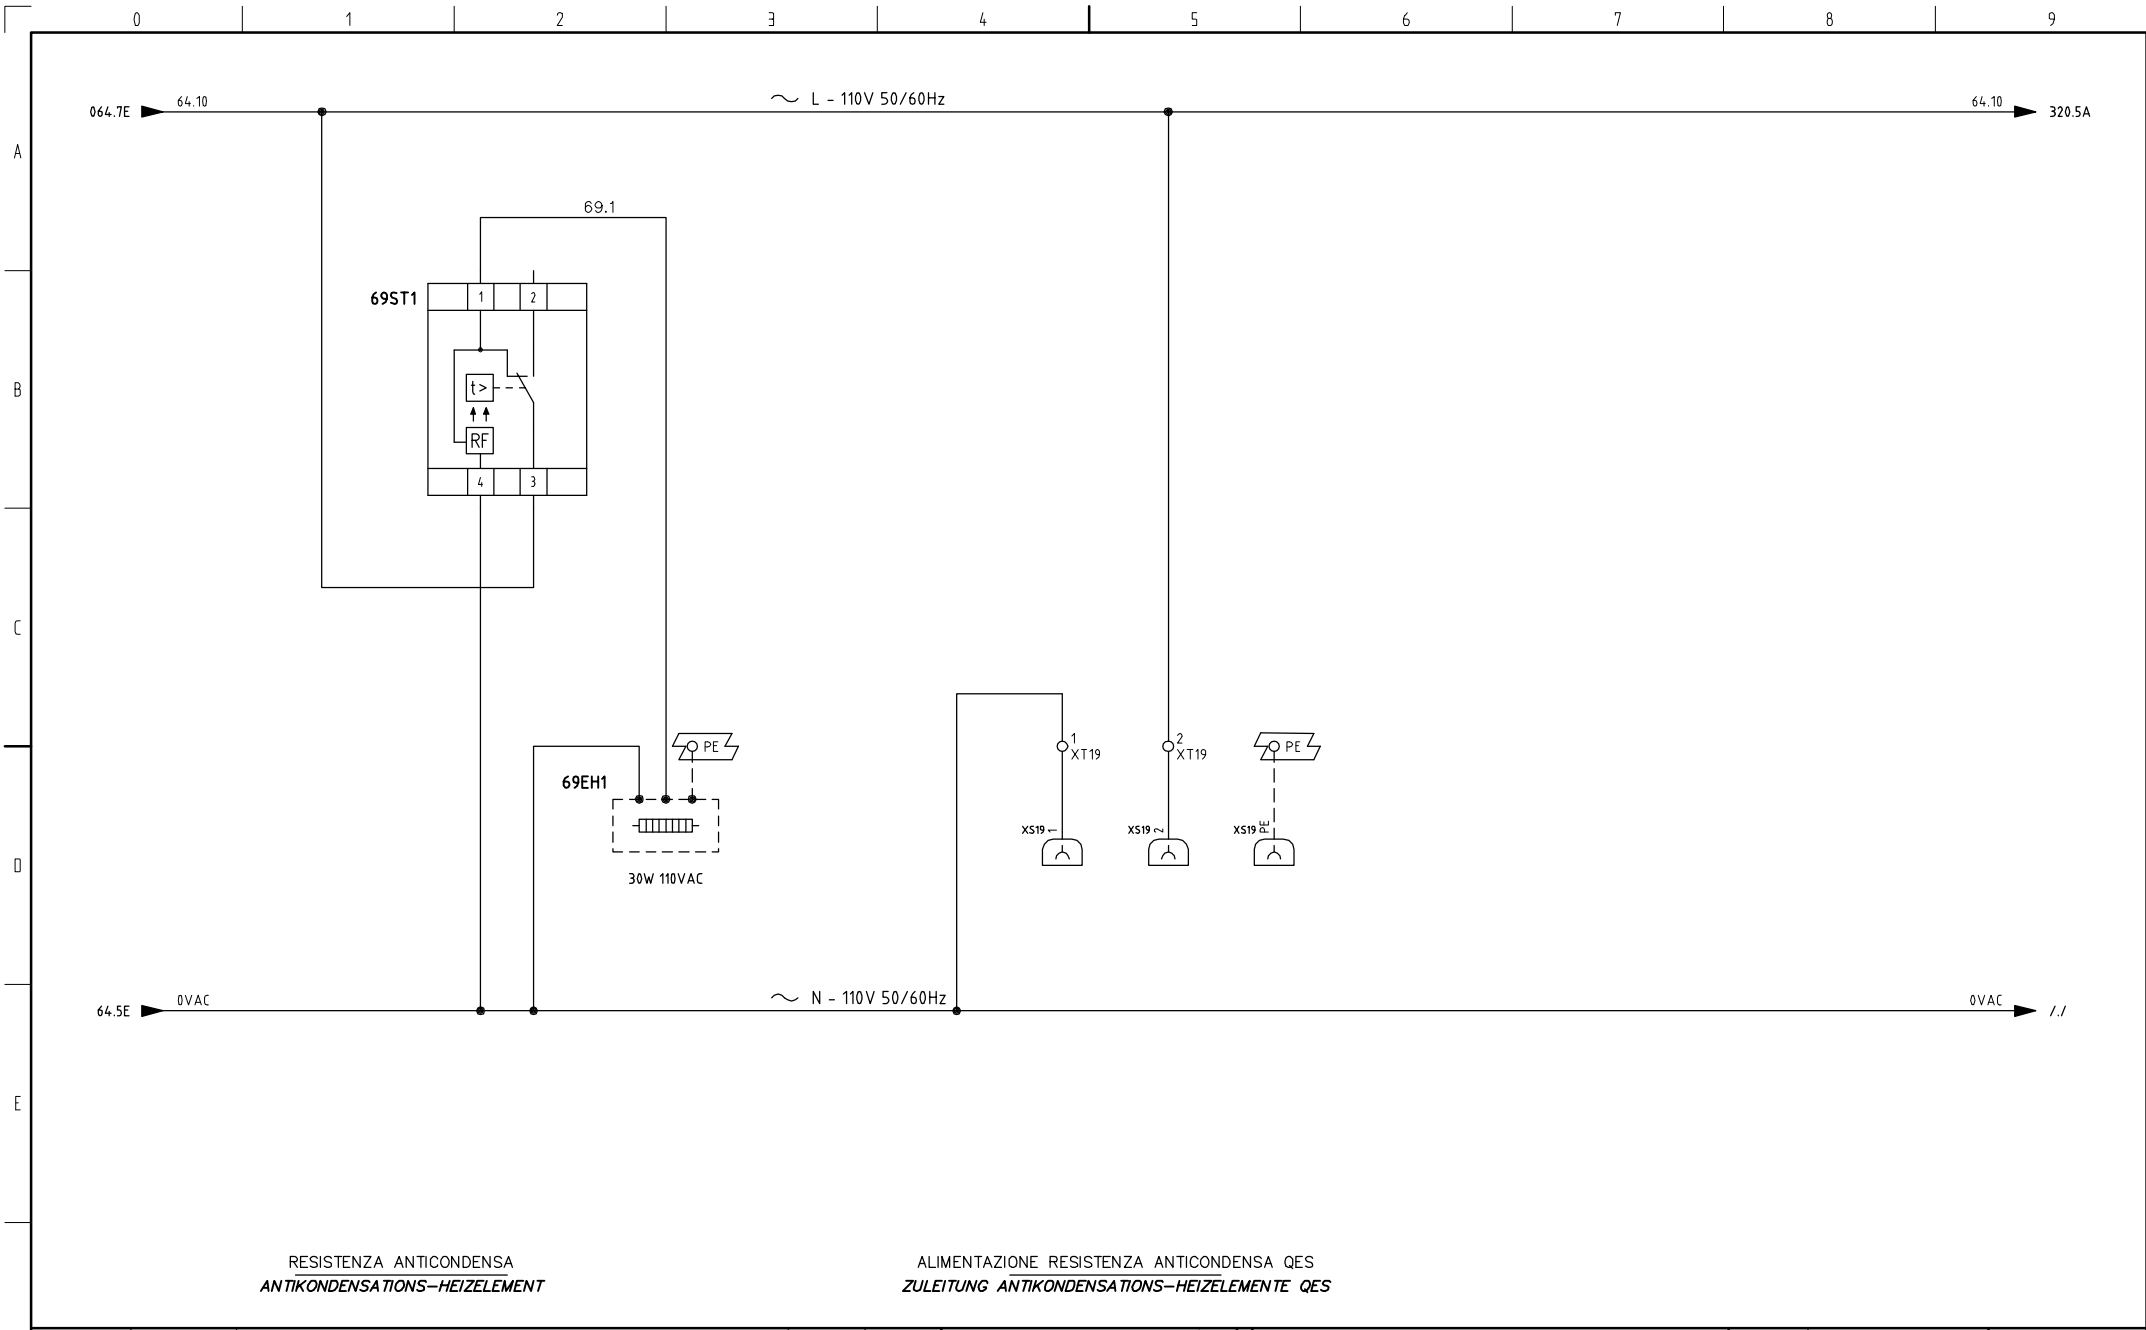 0 1 2 3 4 5 6 7 8 9
064.7E 64.10 L - 110V 50/60Hz 64.10 320.5A
A
69.1
69ST1 1 2
B
t>
RF
4 3
C
PE
1
XT19
2
XT19
PE
69EH1
XS19 1
XS19 2
XS19 PE
D
30W 110VAC
64.5E 0VAC N - 110V 50/60Hz 0VAC /./
E
RESISTENZA ANTICONDENSA
ANTIKONDENSATIONS-HEIZELEMENT
ALIMENTAZIONE RESISTENZA ANTICONDENSA QES
ZULEITUNG ANTIKONDENSATIONS-HEIZELEMENTE QES